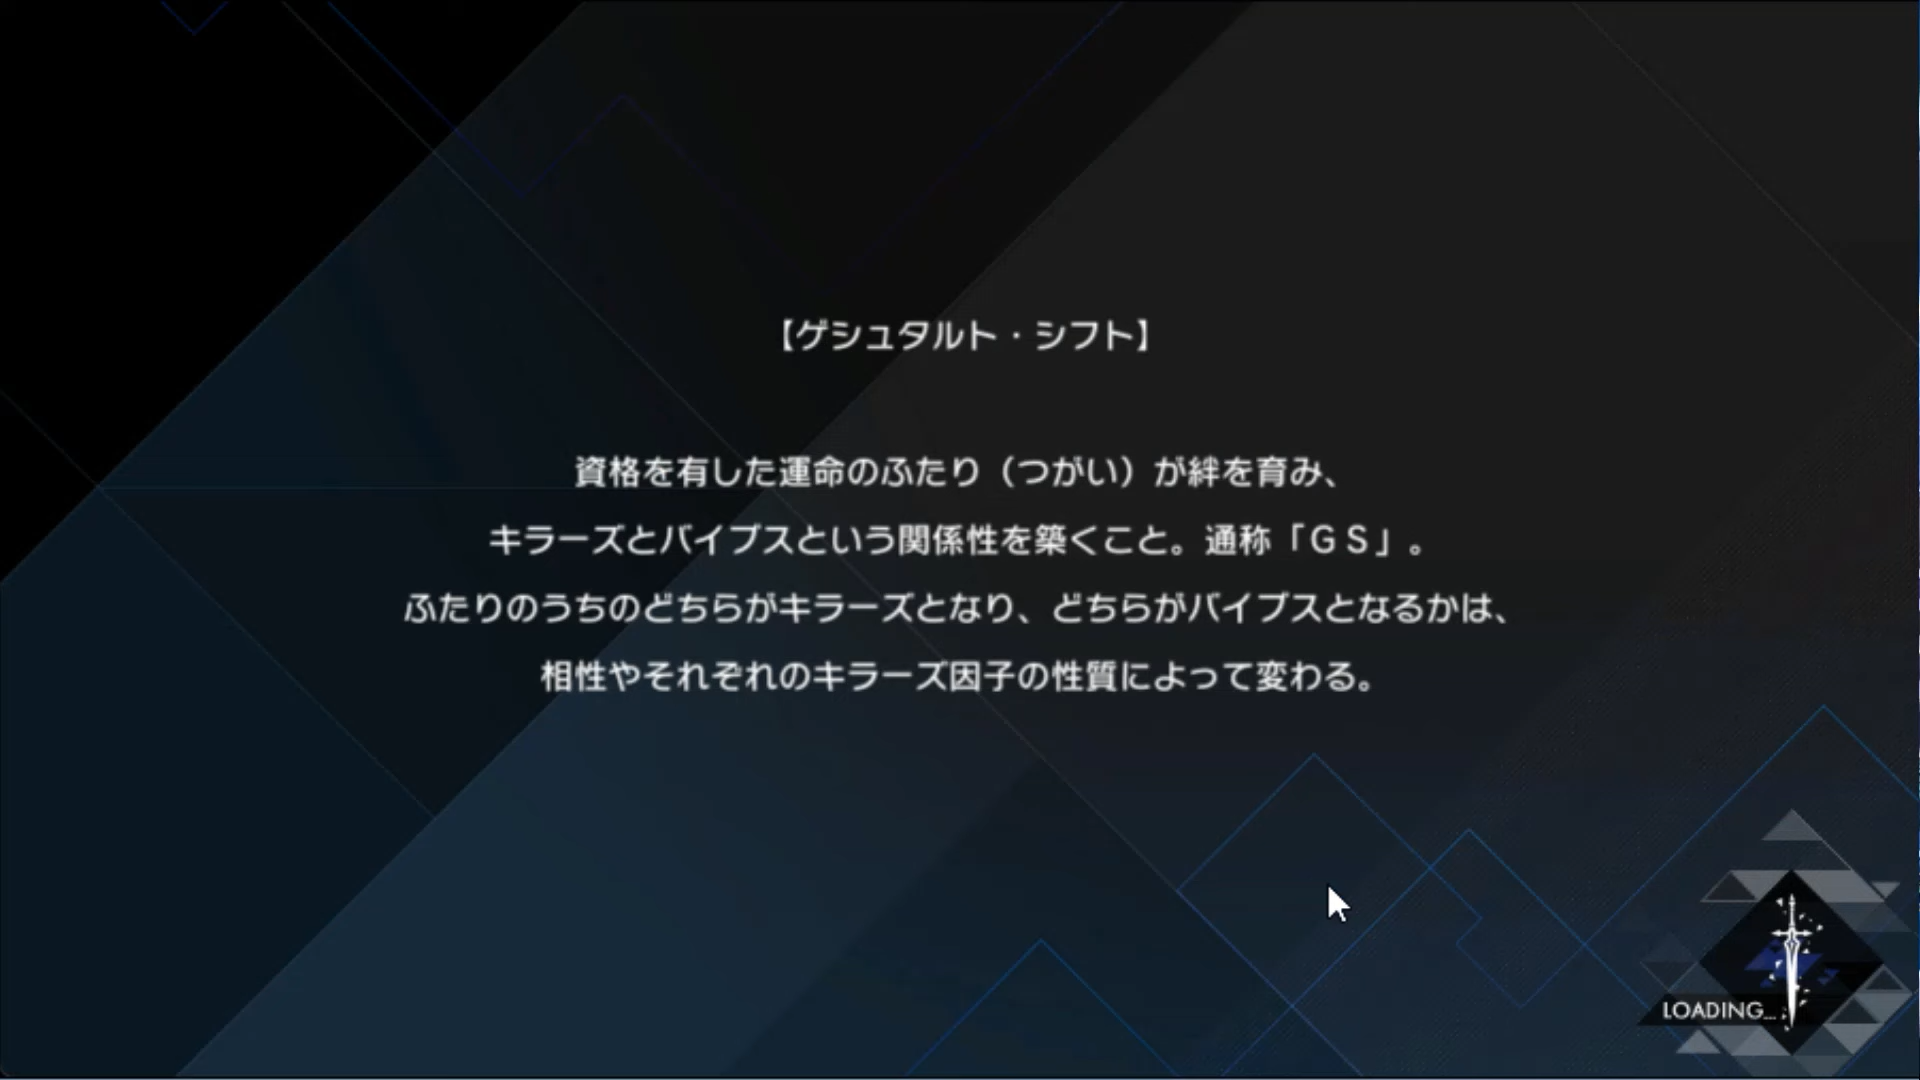 【ゲシュタルト・シフト】
資格を有した運命のふたり（つがい）が絆を育み、
キラーズとバイブスという関係性を築くこと。通称「ＧＳ」。
ふたりのうちのどちらがキラーズとなり、どちらがバイブスとなるかは、
相性やそれぞれのキラーズ因子の性質によって変わる。
LOADING...